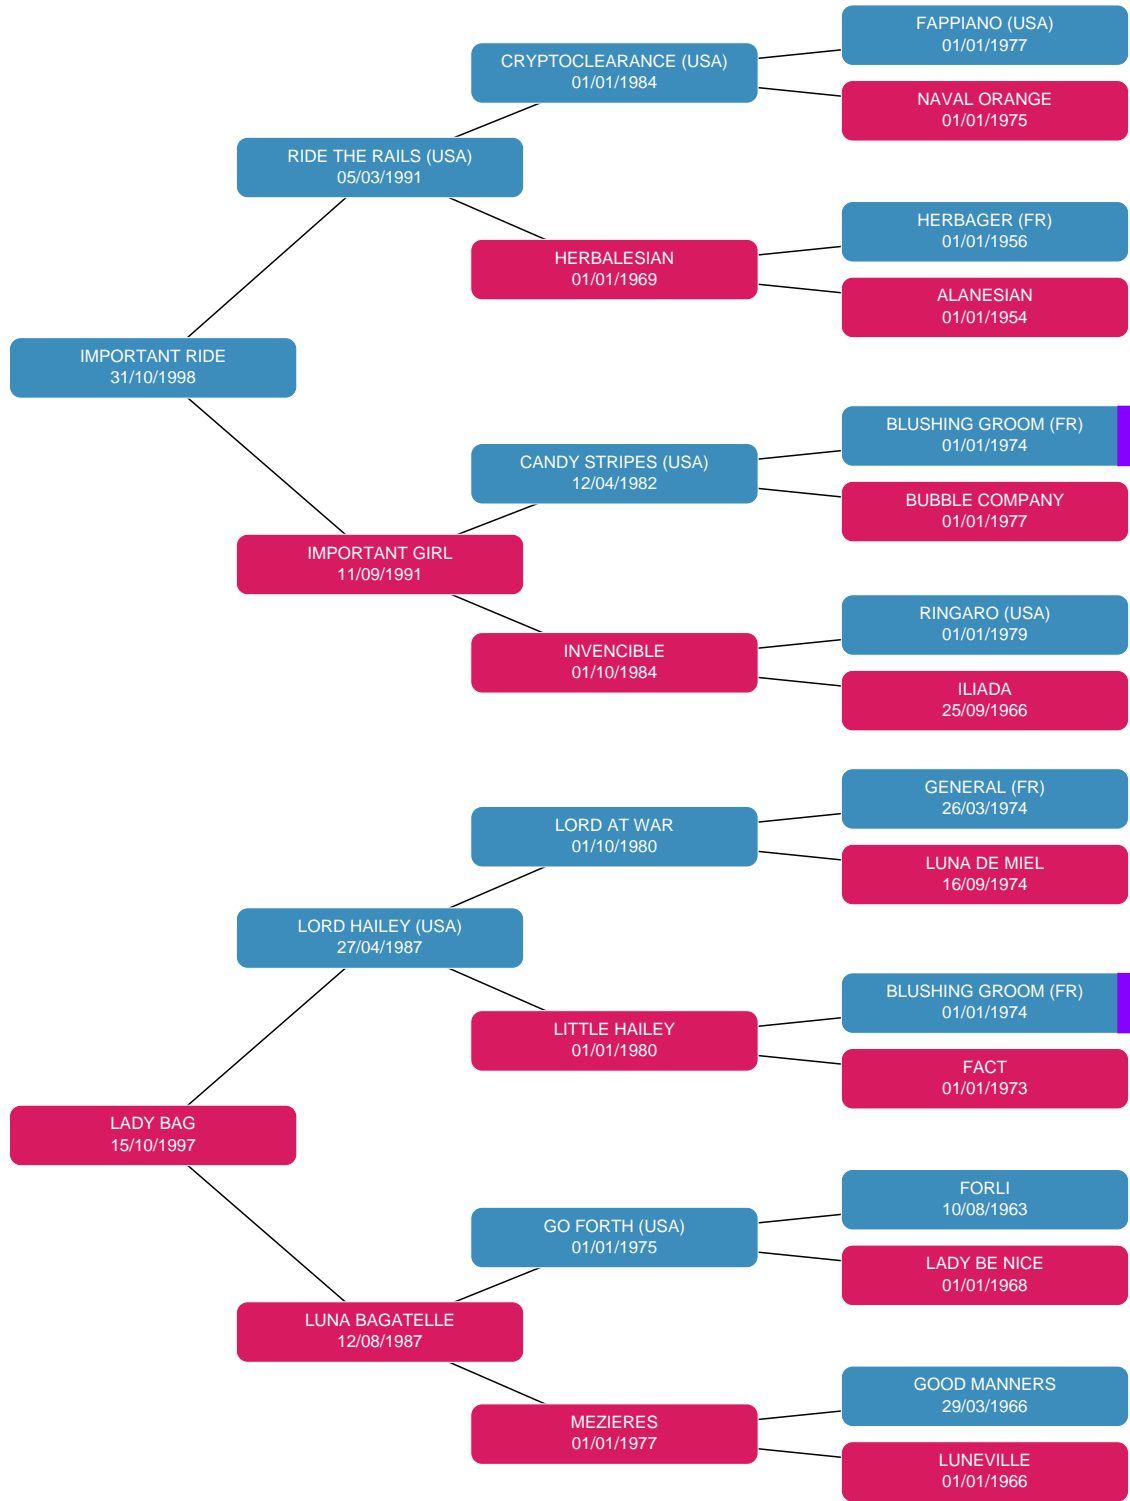 FAPPIANO (USA)
01/01/1977
CRYPTOCLEARANCE (USA)
01/01/1984
NAVAL ORANGE
01/01/1975
RIDE THE RAILS (USA)
05/03/1991
HERBAGER (FR)
01/01/1956
HERBALESIAN
01/01/1969
ALANESIAN
01/01/1954
IMPORTANT RIDE
31/10/1998
BLUSHING GROOM (FR)
01/01/1974
CANDY STRIPES (USA)
12/04/1982
BUBBLE COMPANY
01/01/1977
IMPORTANT GIRL
11/09/1991
RINGARO (USA)
01/01/1979
INVENCIBLE
01/10/1984
ILIADA
25/09/1966
GENERAL (FR)
26/03/1974
LORD AT WAR
01/10/1980
LUNA DE MIEL
16/09/1974
LORD HAILEY (USA)
27/04/1987
BLUSHING GROOM (FR)
01/01/1974
LITTLE HAILEY
01/01/1980
FACT
01/01/1973
LADY BAG
15/10/1997
FORLI
10/08/1963
GO FORTH (USA)
01/01/1975
LADY BE NICE
01/01/1968
LUNA BAGATELLE
12/08/1987
GOOD MANNERS
29/03/1966
MEZIERES
01/01/1977
LUNEVILLE
01/01/1966